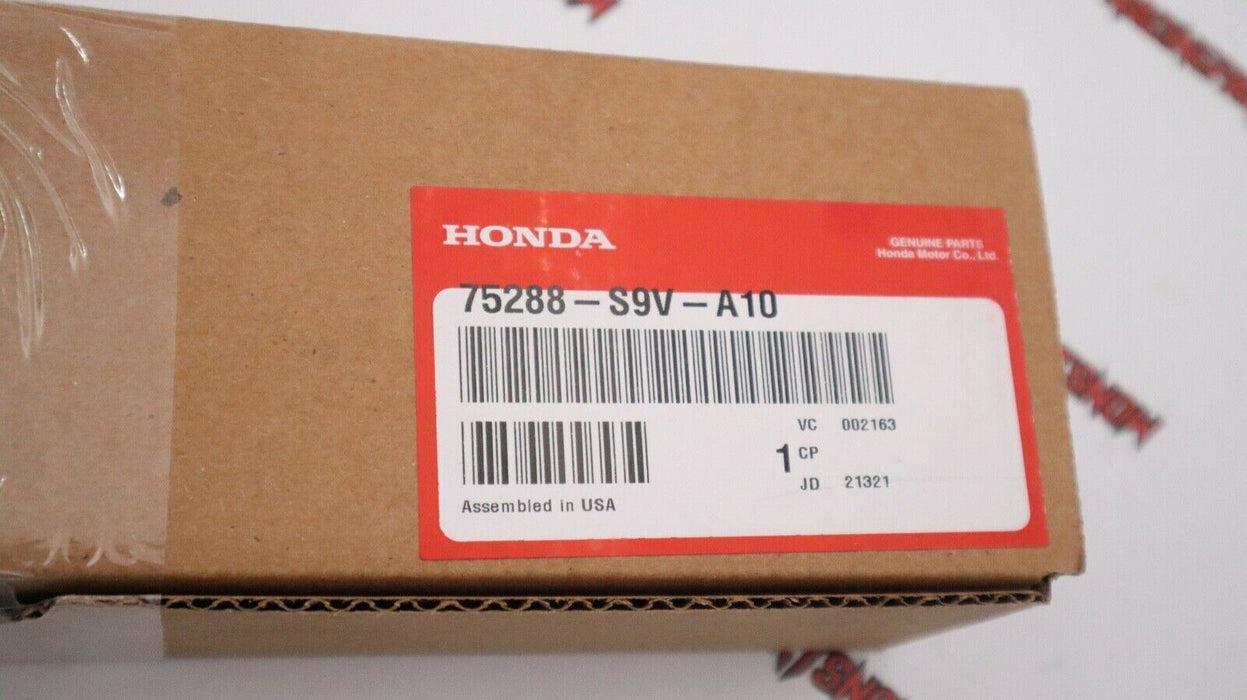 HONDA
GENUINE PARTS
Honda Motor Co., Ltd.
75288-S9V-A10
VC 002163
1 CP
JD 21321
Assembled in USA